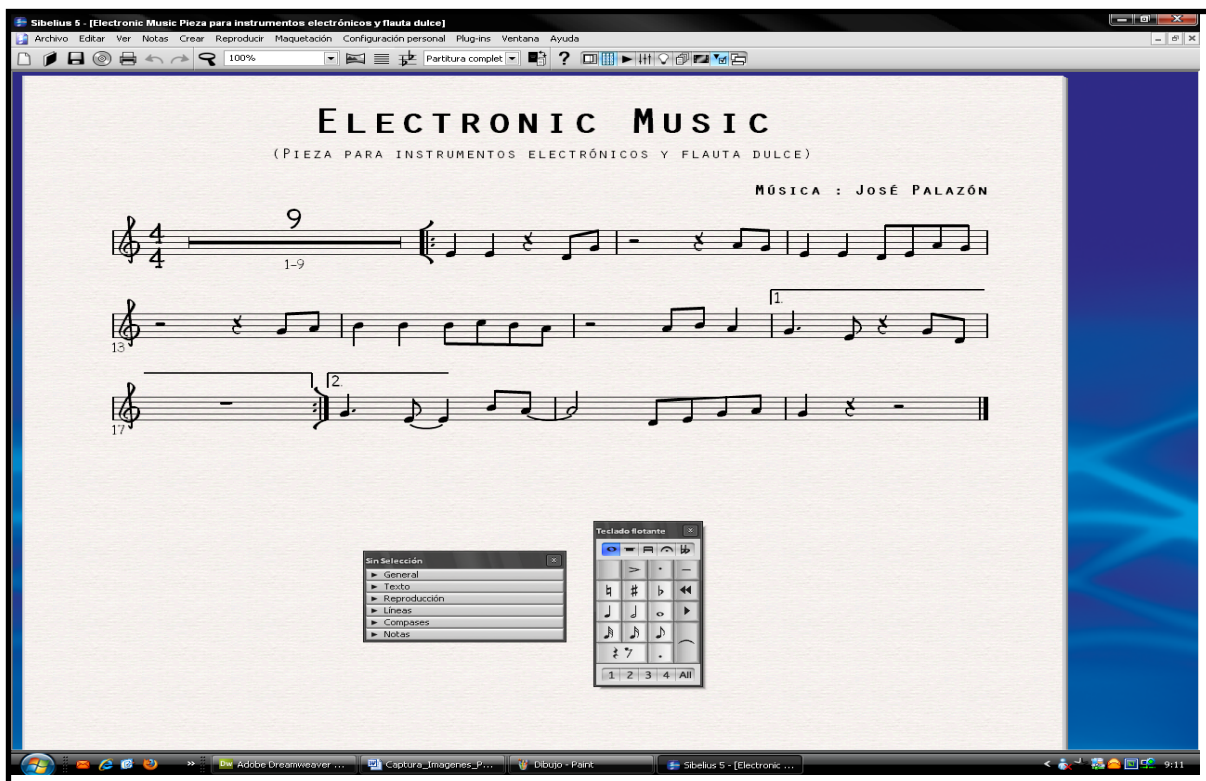 Sibelius 5 - [Electronic Music Pieza para instrumentos electrónicos y flauta dulce]
Archivo Editar Ver Notas Crear Reproducir Maquetación Configuración personal Plug-ins Ventana Ayuda
100% Partitura complet ?
ELECTRONIC MUSIC
(PIEZA PARA INSTRUMENTOS ELECTRÓNICOS Y FLAUTA DULCE)
MÚSICA : JOSÉ PALAZÓN
9
4
4
1-9
1.
13
2.
17
Teclado flotante
Sin Selección
General
Texto
Reproducción
Líneas
Compases
Notas
1 2 3 4 All
Dw Adobe Dreamweaver ... Captura_Imagenes_P... Dibujo - Paint Sibelius 5 - [Electronic ... 9:11